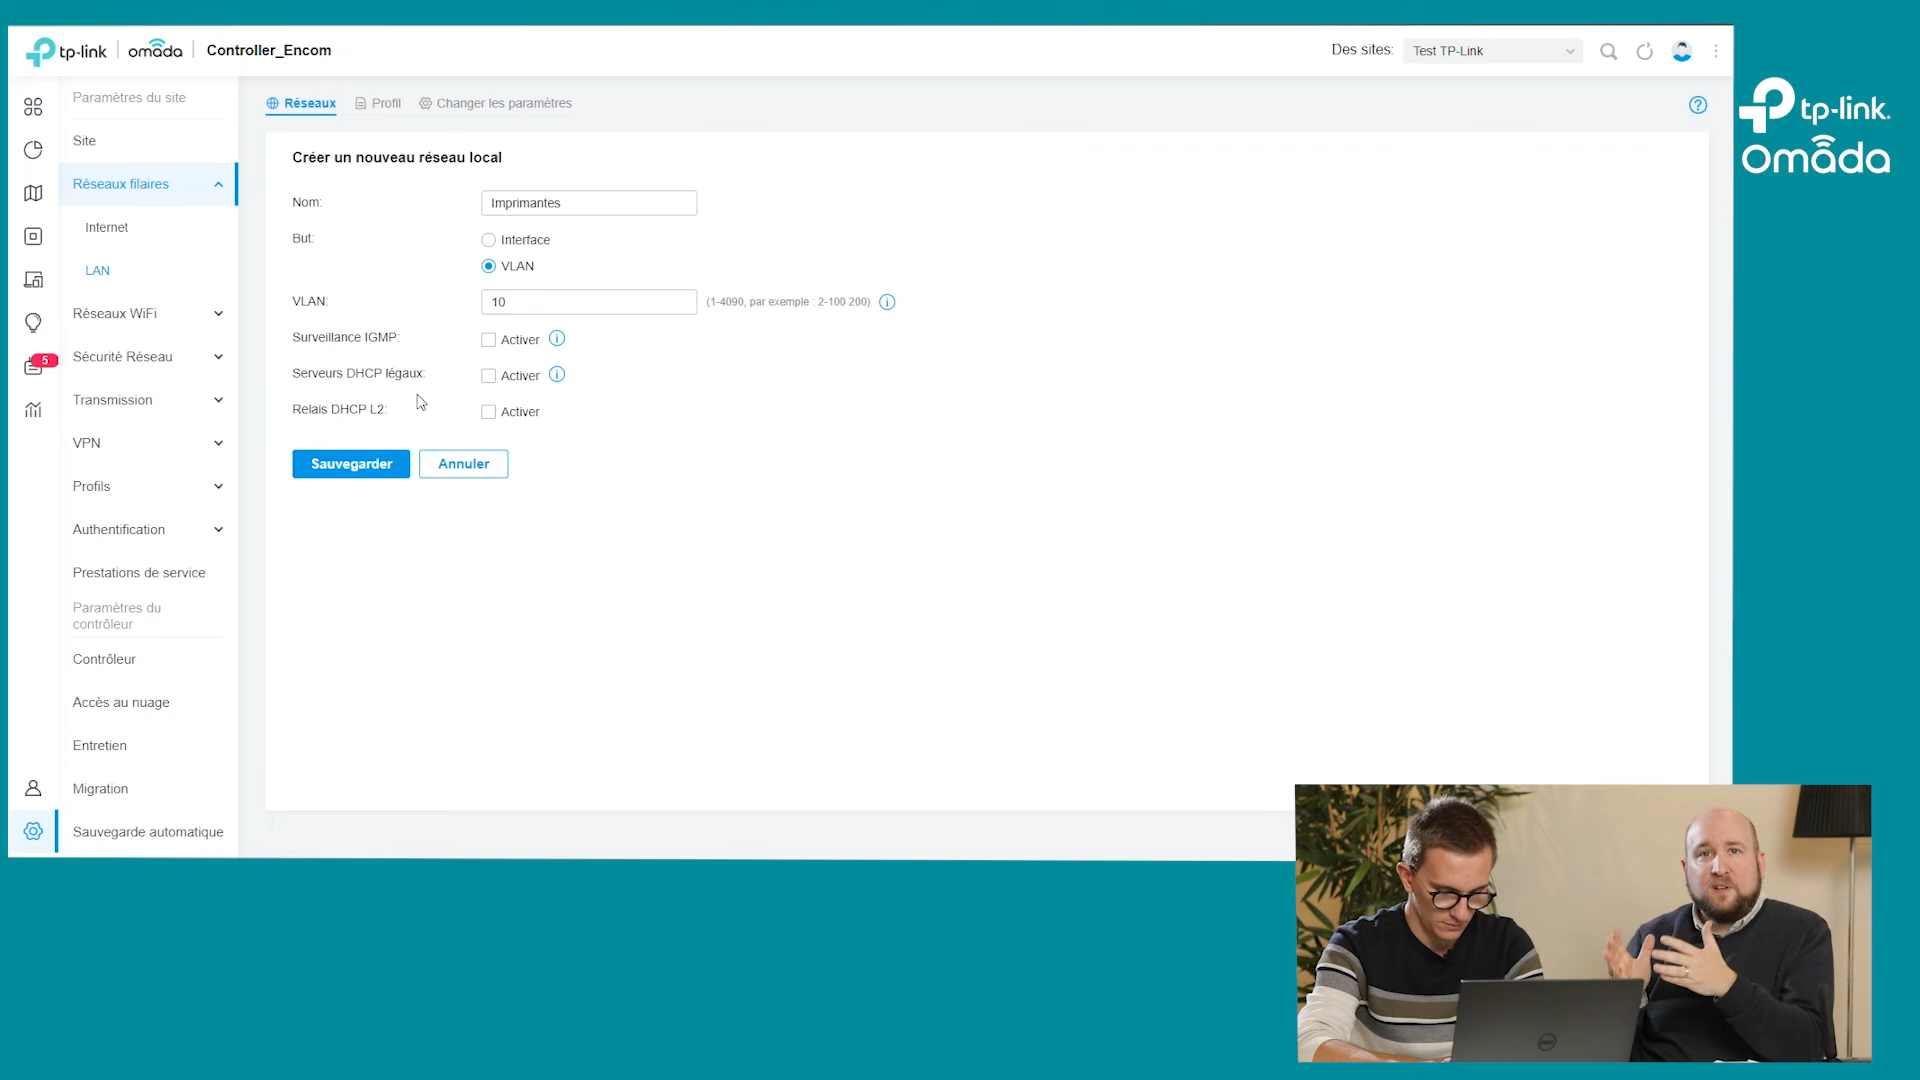 tp-link
omada
Controller_Encom
Des sites:
Test TP-Link
tp-link
omada
Paramètres du site
Site
Réseaux filaires
Internet
LAN
Réseaux WiFi
Sécurité Réseau
5
Transmission
VPN
Profils
Authentification
Prestations de service
Paramètres du
contrôleur
Contrôleur
Accès au nuage
Entretien
Migration
Sauvegarde automatique
Réseaux
Profil
Changer les paramètres
?
Créer un nouveau réseau local
Nom:
Imprimantes
But:
Interface
VLAN
VLAN:
10
(1-4090, par exemple : 2-100 200)
Surveillance IGMP:
Activer
Serveurs DHCP légaux:
Activer
Relais DHCP L2:
Activer
Sauvegarder
Annuler
DELL